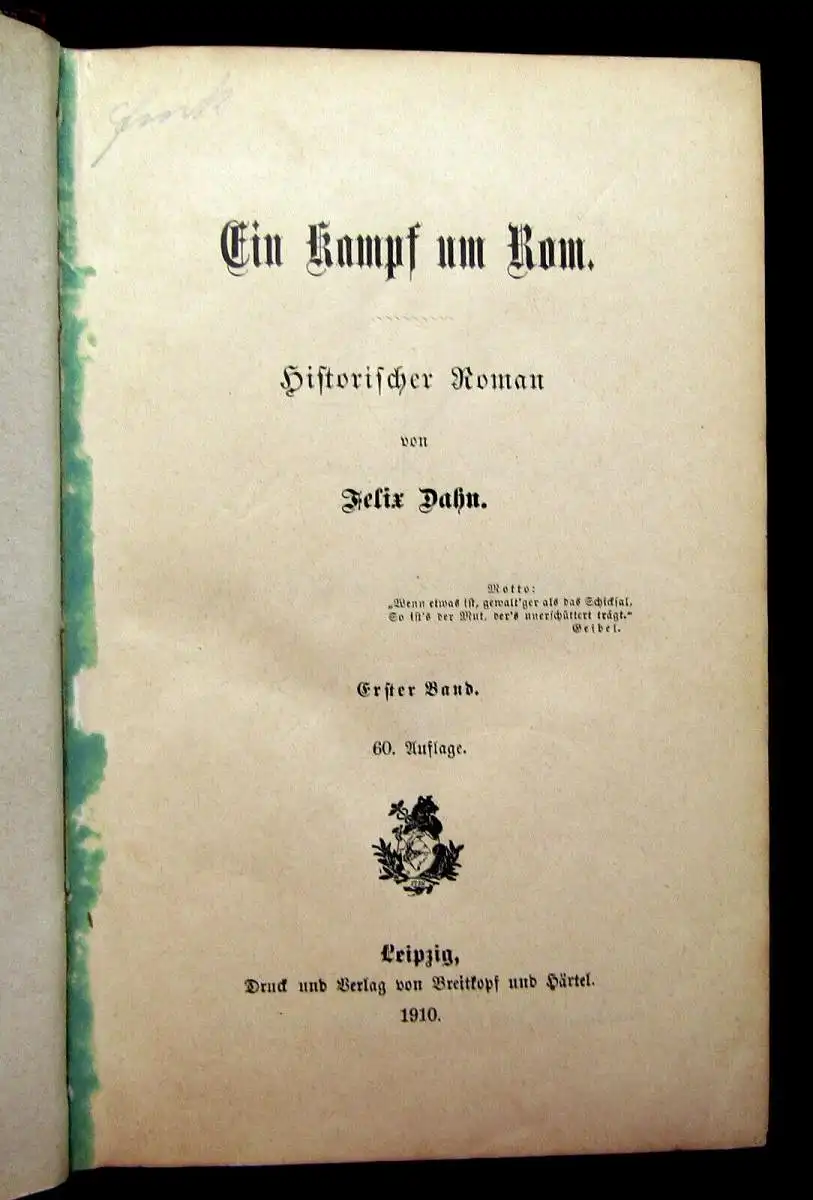 Ein Kampf um Rom.
Historischer Roman
von
Felix Dahn.
Motto:
„Wenn etwas ist, gewalt'ger als das Schicksal,
So ist's der Mut, der's unerschüttert trägt.“
Geibel.
Erster Band.
60. Auflage.
Leipzig,
Druck und Verlag von Breitkopf und Härtel.
1910.